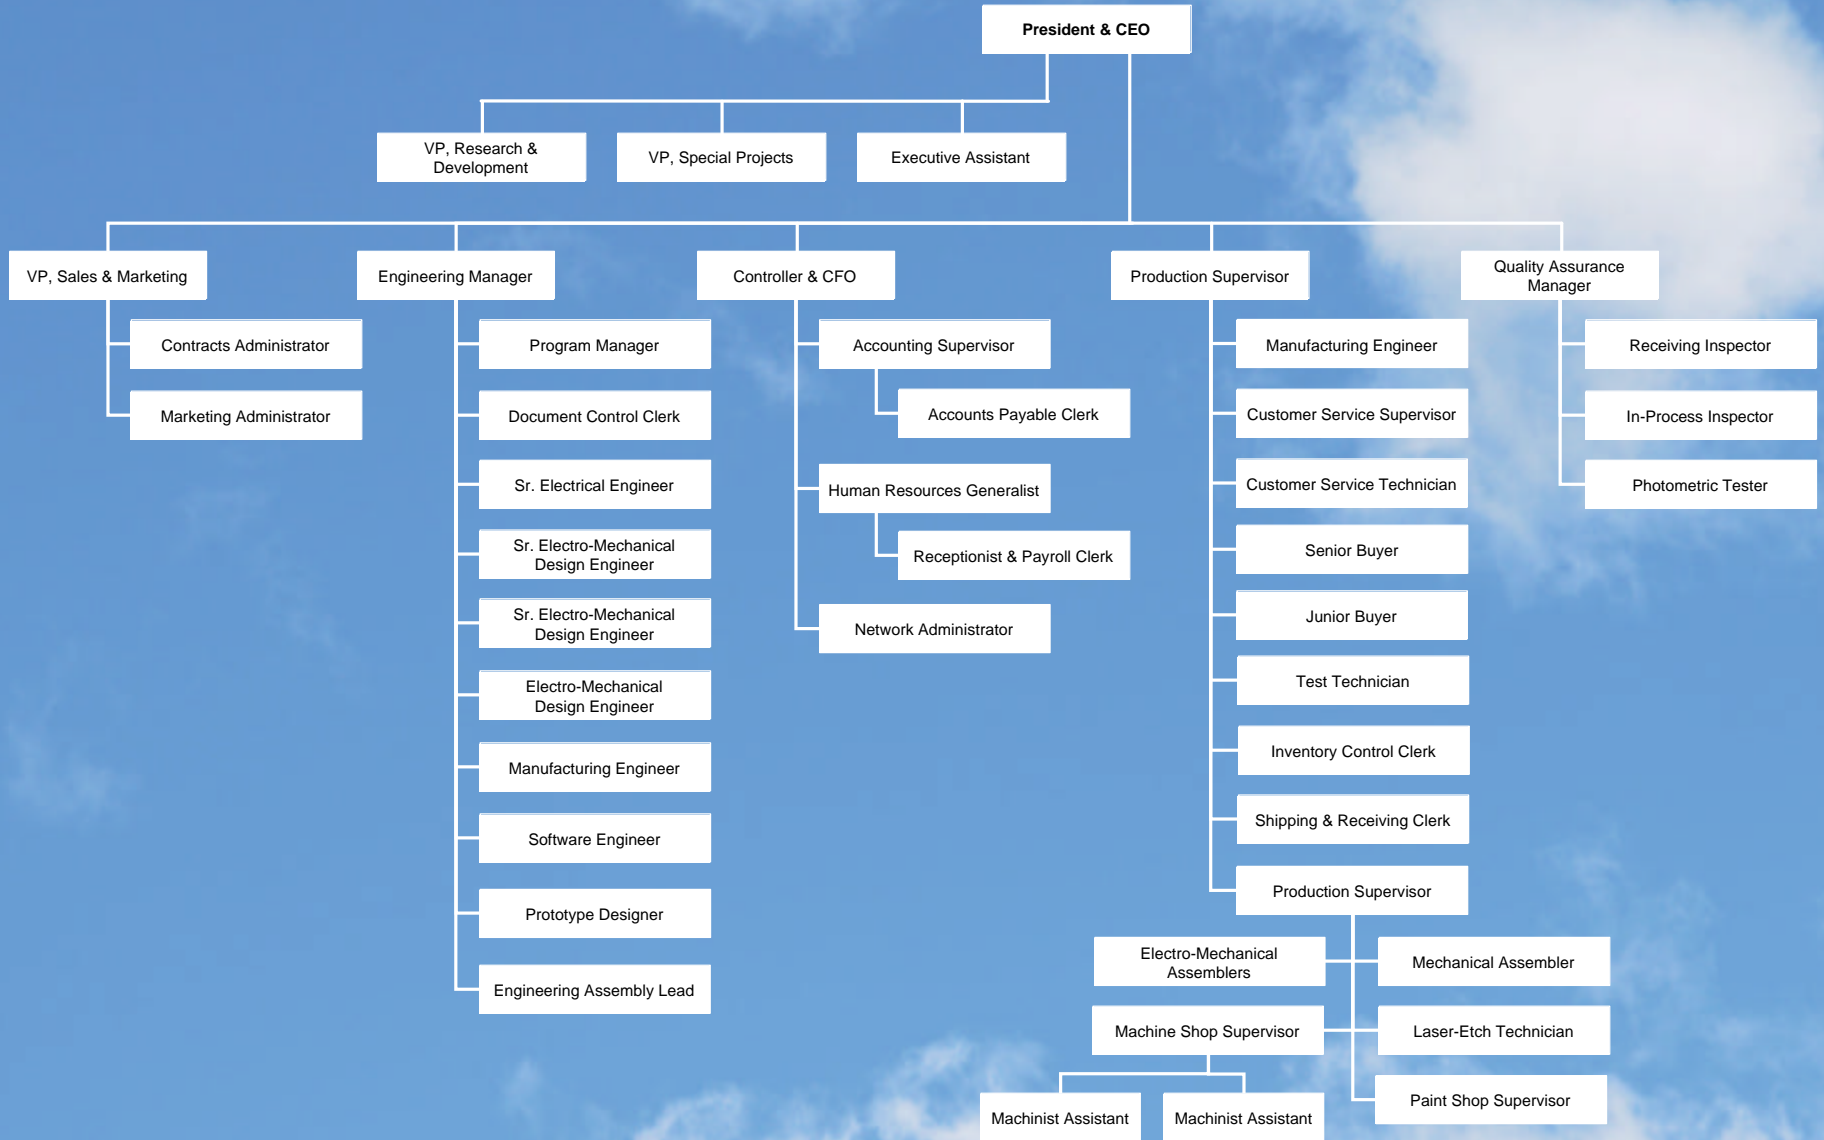 President & CEO
VP, Research &
Development
VP, Special Projects
Executive Assistant
VP, Sales & Marketing
Contracts Administrator
Marketing Administrator
Engineering Manager
Program Manager
Document Control Clerk
Sr. Electrical Engineer
Sr. Electro-Mechanical
Design Engineer
Sr. Electro-Mechanical
Design Engineer
Electro-Mechanical
Design Engineer
Manufacturing Engineer
Software Engineer
Prototype Designer
Engineering Assembly Lead
Controller & CFO
Accounting Supervisor
Accounts Payable Clerk
Human Resources Generalist
Receptionist & Payroll Clerk
Network Administrator
Production Supervisor
Manufacturing Engineer
Customer Service Supervisor
Customer Service Technician
Senior Buyer
Junior Buyer
Test Technician
Inventory Control Clerk
Shipping & Receiving Clerk
Production Supervisor
Electro-Mechanical
Assemblers
Mechanical Assembler
Machine Shop Supervisor
Laser-Etch Technician
Paint Shop Supervisor
Machinist Assistant
Machinist Assistant
Quality Assurance
Manager
Receiving Inspector
In-Process Inspector
Photometric Tester